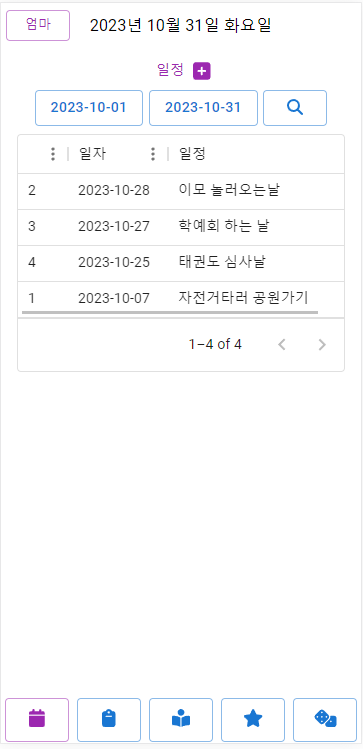 엄마 2023년 10월 31일 화요일
일정
2023-10-01 2023-10-31
일자 일정
2 2023-10-28 이모 놀러오는날
3 2023-10-27 학예회 하는 날
4 2023-10-25 태권도 심사날
1 2023-10-07 자전거타러 공원가기
1–4 of 4